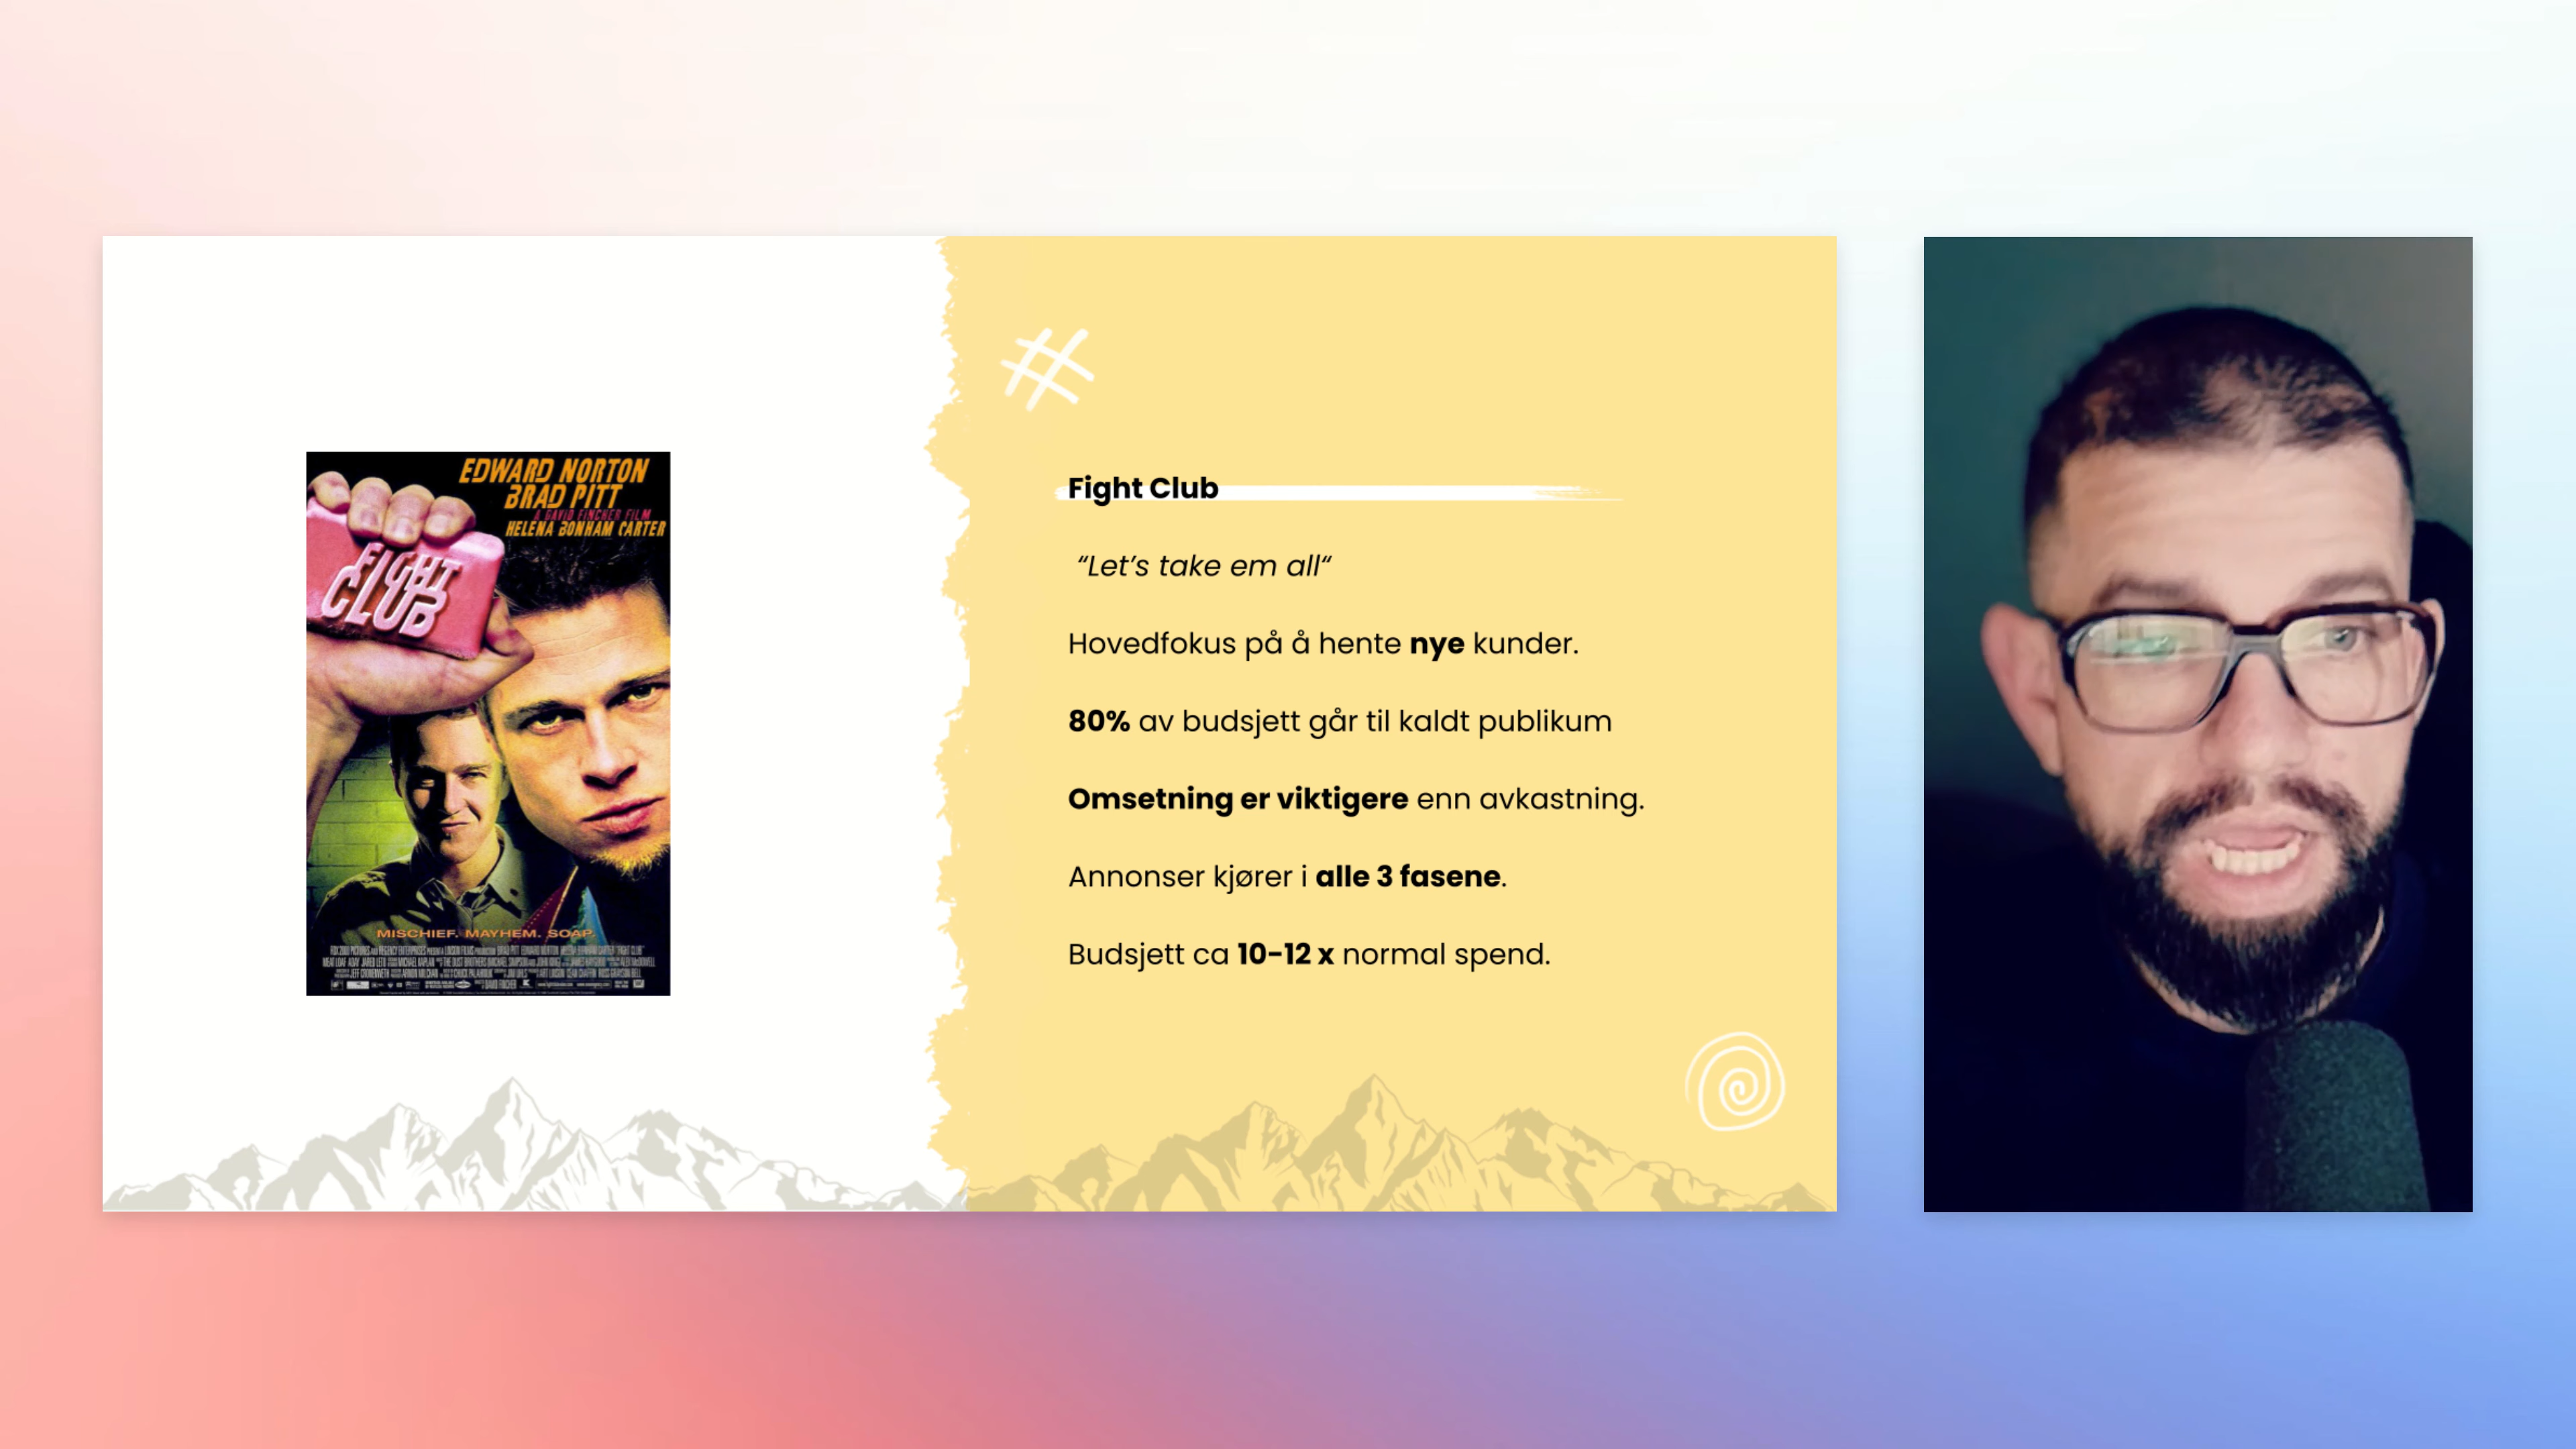 EDWARD NORTON
BRAD PITT
A DAVID FINCHER FILM
HELENA BONHAM CARTER
FIGHT
CLUB
MISCHIEF. MAYHEM. SOAP.
Fight Club
“Let’s take em all“
Hovedfokus på å hente nye kunder.
80% av budsjett går til kaldt publikum
Omsetning er viktigere enn avkastning.
Annonser kjører i alle 3 fasene.
Budsjett ca 10-12 x normal spend.